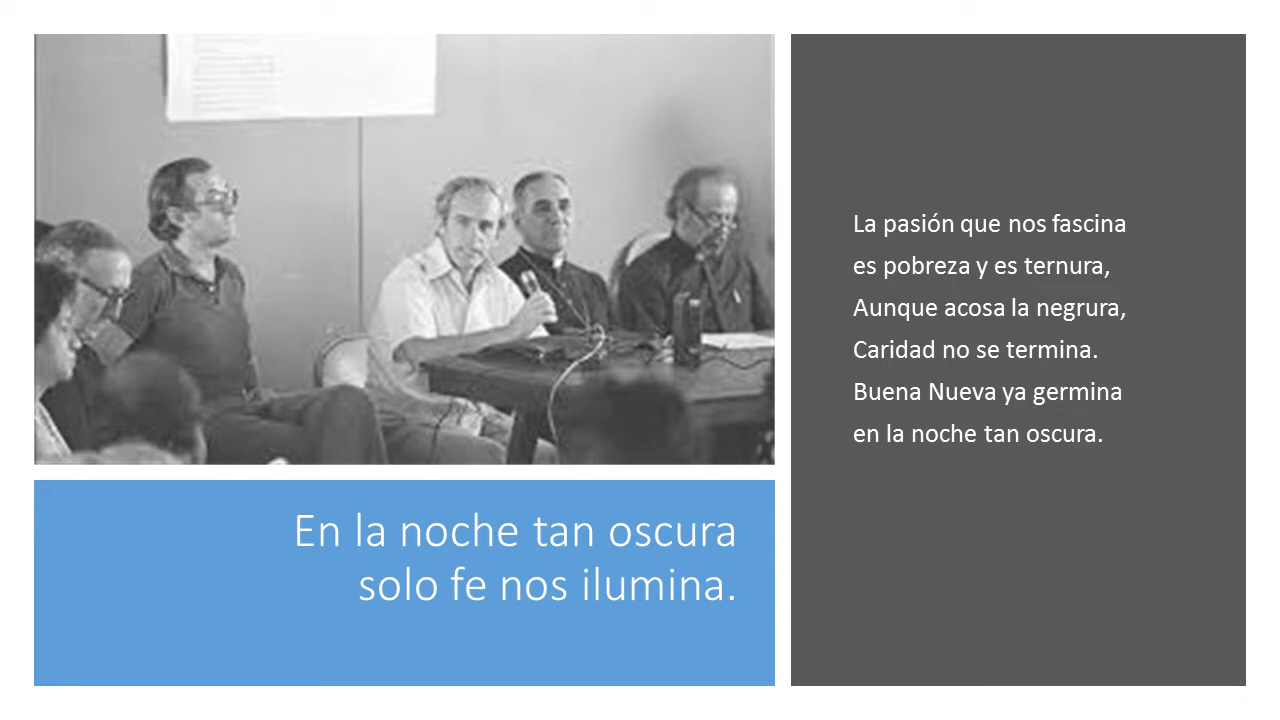 En la noche tan oscura
solo fe nos ilumina.
La pasión que nos fascina
es pobreza y es ternura,
Aunque acosa la negrura,
Caridad no se termina.
Buena Nueva ya germina
en la noche tan oscura.